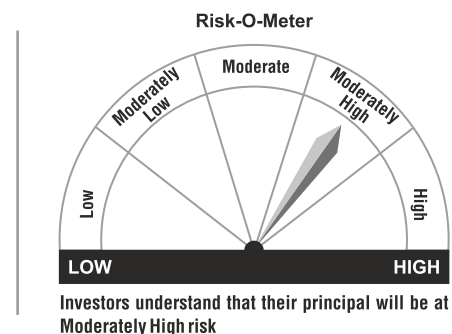 Risk-O-Meter
Low
Moderately
Low
Moderate
Moderately
High
High
LOW
HIGH
Investors understand that their principal will be at
Moderately High risk